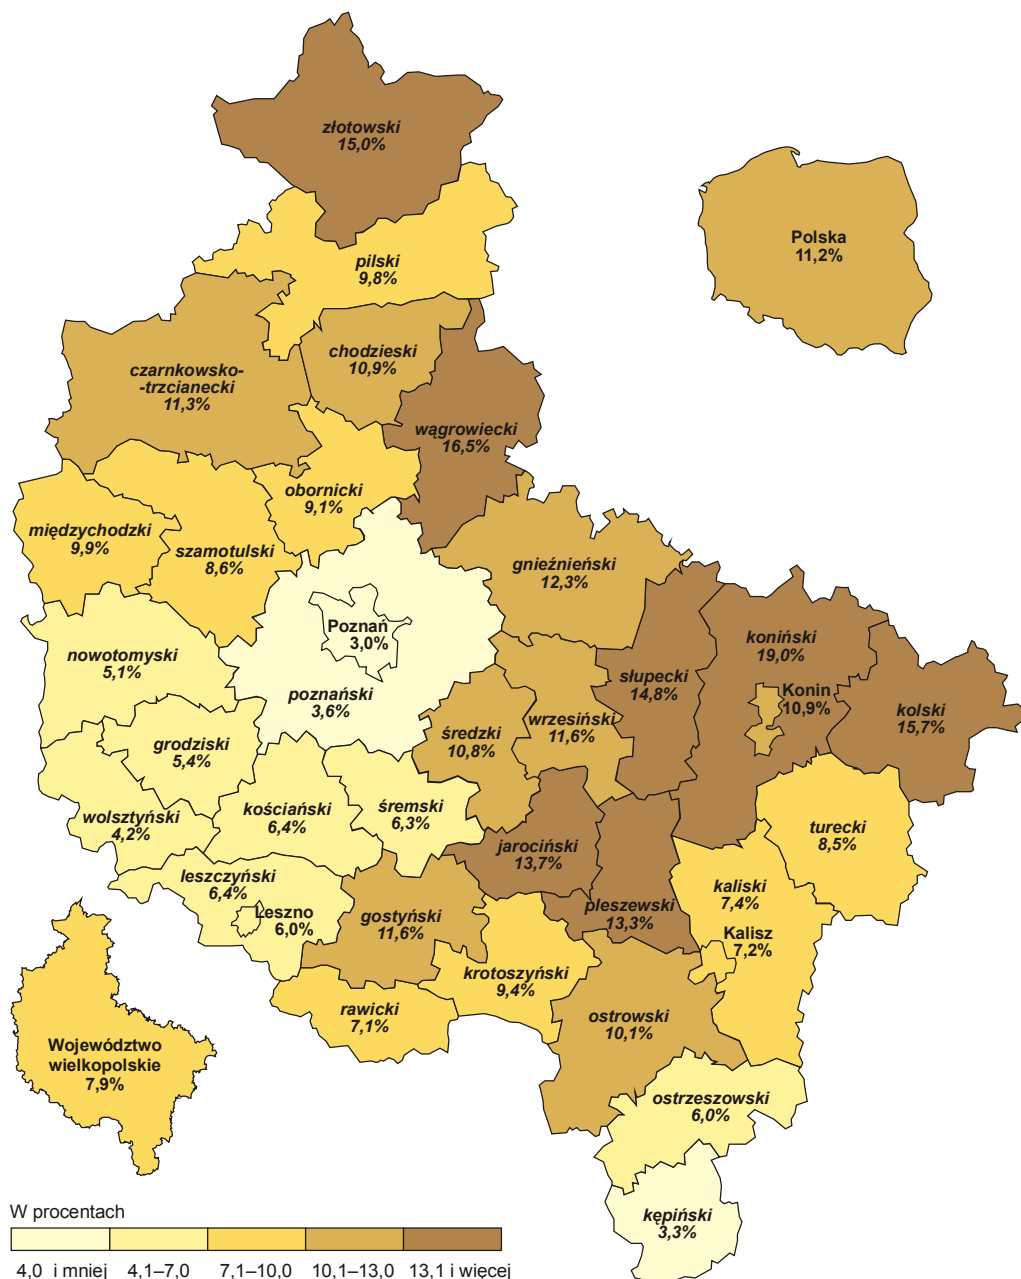 złotowski
15,0%
Polska
11,2%
pilski
9,8%
chodzieski
10,9%
czarnkowsko-
-trzcianecki
11,3%
wągrowiecki
16,5%
obornicki
9,1%
międzychodzki
9,9%
szamotulski
8,6%
gnieźnieński
12,3%
Poznań
3,0%
nowotomyski
5,1%
poznański
3,6%
słupecki
14,8%
koniński
19,0%
Konin
10,9%
kolski
15,7%
grodziski
5,4%
średzki
10,8%
wrzesiński
11,6%
wolsztyński
4,2%
kościański
6,4%
śremski
6,3%
jarociński
13,7%
turecki
8,5%
leszczyński
6,4%
Leszno
6,0%
gostyński
11,6%
pleszewski
13,3%
kaliski
7,4%
Kalisz
7,2%
krotoszyński
9,4%
rawicki
7,1%
ostrowski
10,1%
Województwo
wielkopolskie
7,9%
ostrzeszowski
6,0%
kępiński
3,3%
W procentach
4,0 i mniej 4,1–7,0 7,1–10,0 10,1–13,0 13,1 i więcej